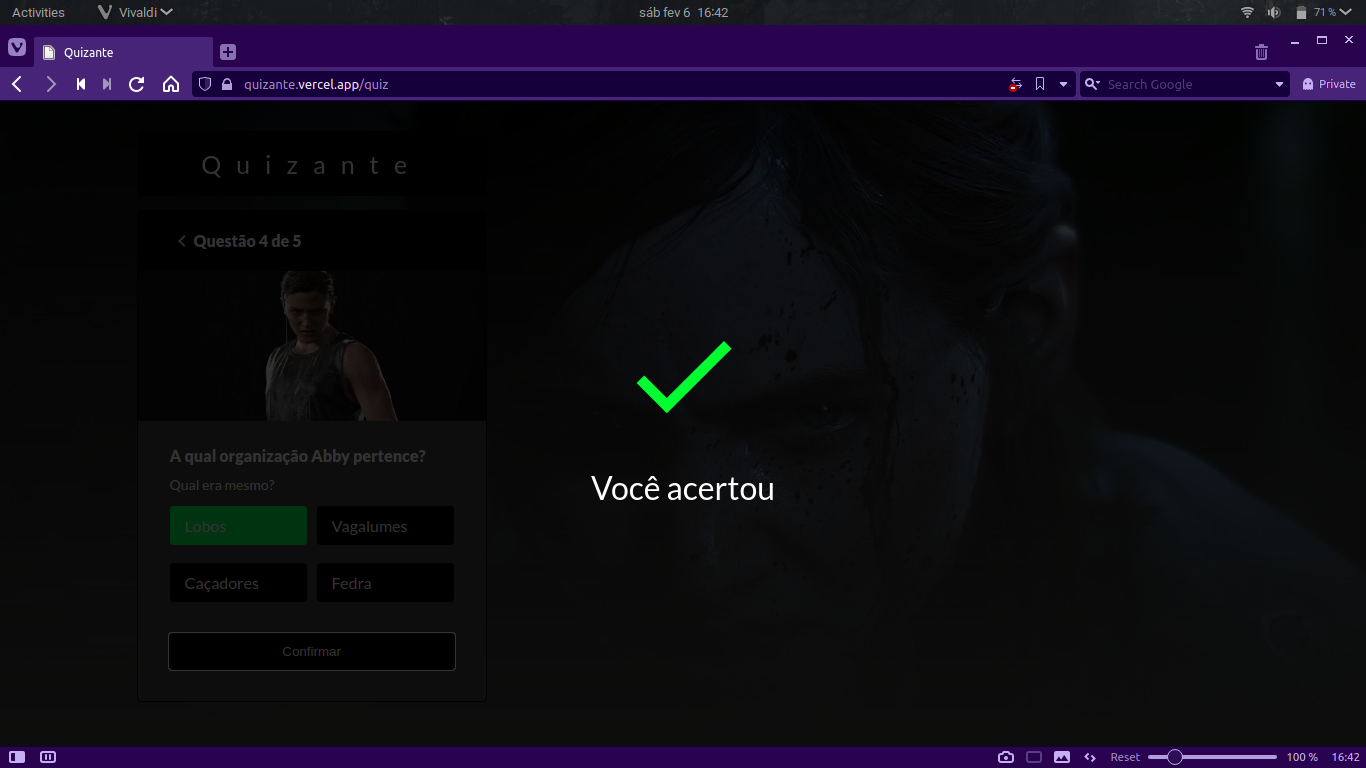 Activities Vivaldi sáb fev 6 16:42 71 %
Quizante
quizante.vercel.app/quiz Search Google Private
Quizante
Questão 4 de 5
A qual organização Abby pertence?
Qual era mesmo?
Lobos Vagalumes
Caçadores Fedra
Confirmar
Você acertou
Reset 100 % 16:42